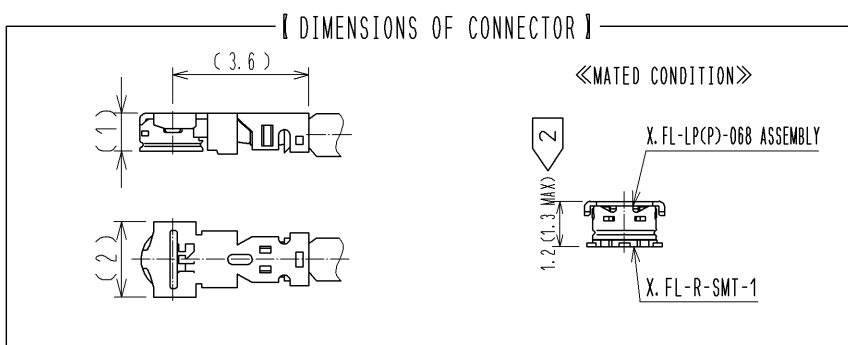 【 DIMENSIONS OF CONNECTOR 】
(3.6)
≪MATED CONDITION≫
(1)
2
X.FL-LP(P)-068 ASSEMBLY
1.2 (1.3 MAX)
(2)
X.FL-R-SMT-1